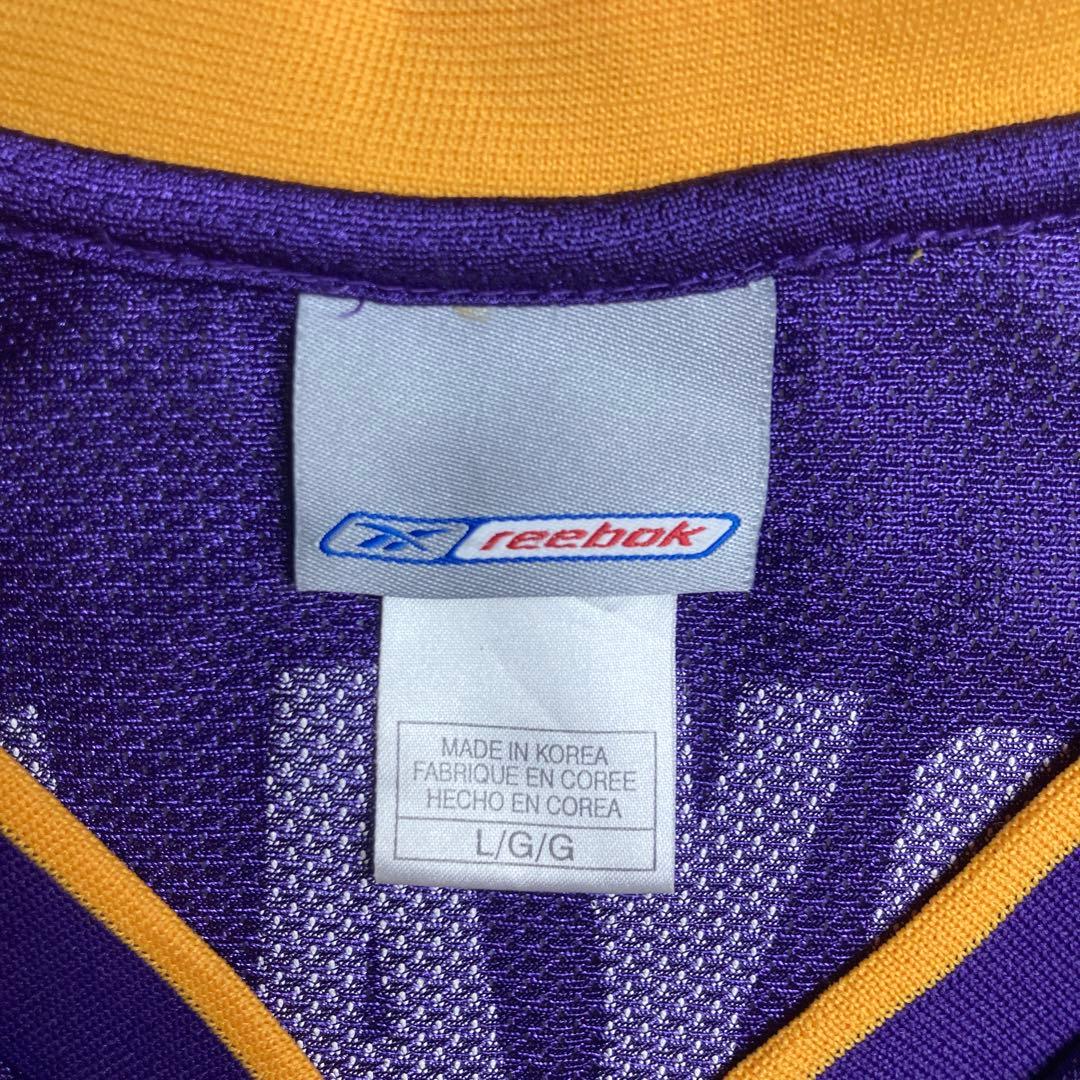 reebok
MADE IN KOREA
FABRIQUE EN COREE
HECHO EN COREA
L/G/G